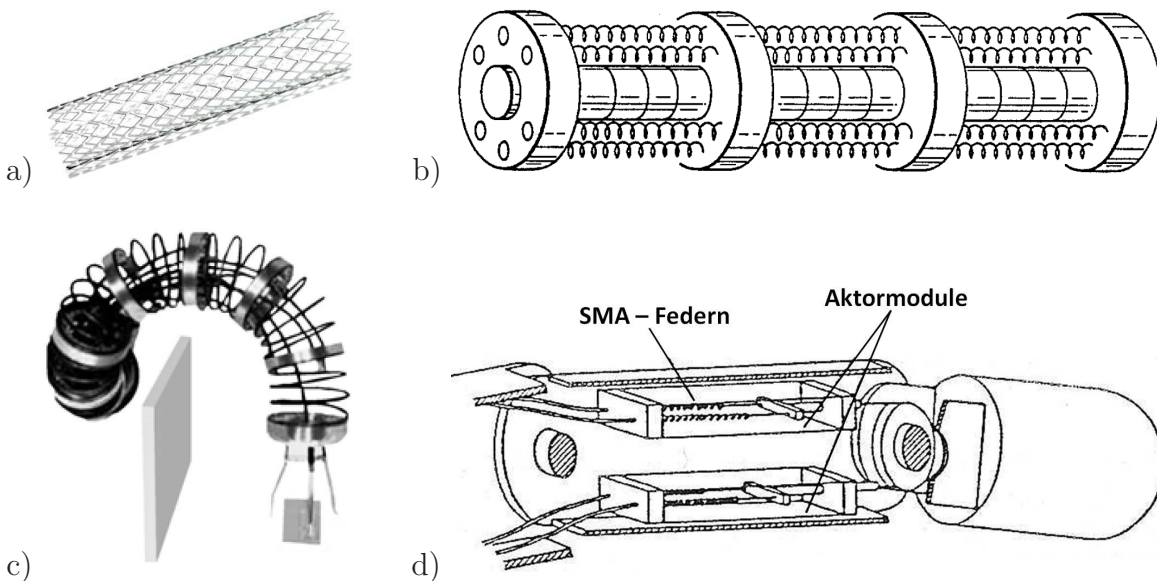 a)
b)
c)
SMA – Federn
Aktormodule
d)